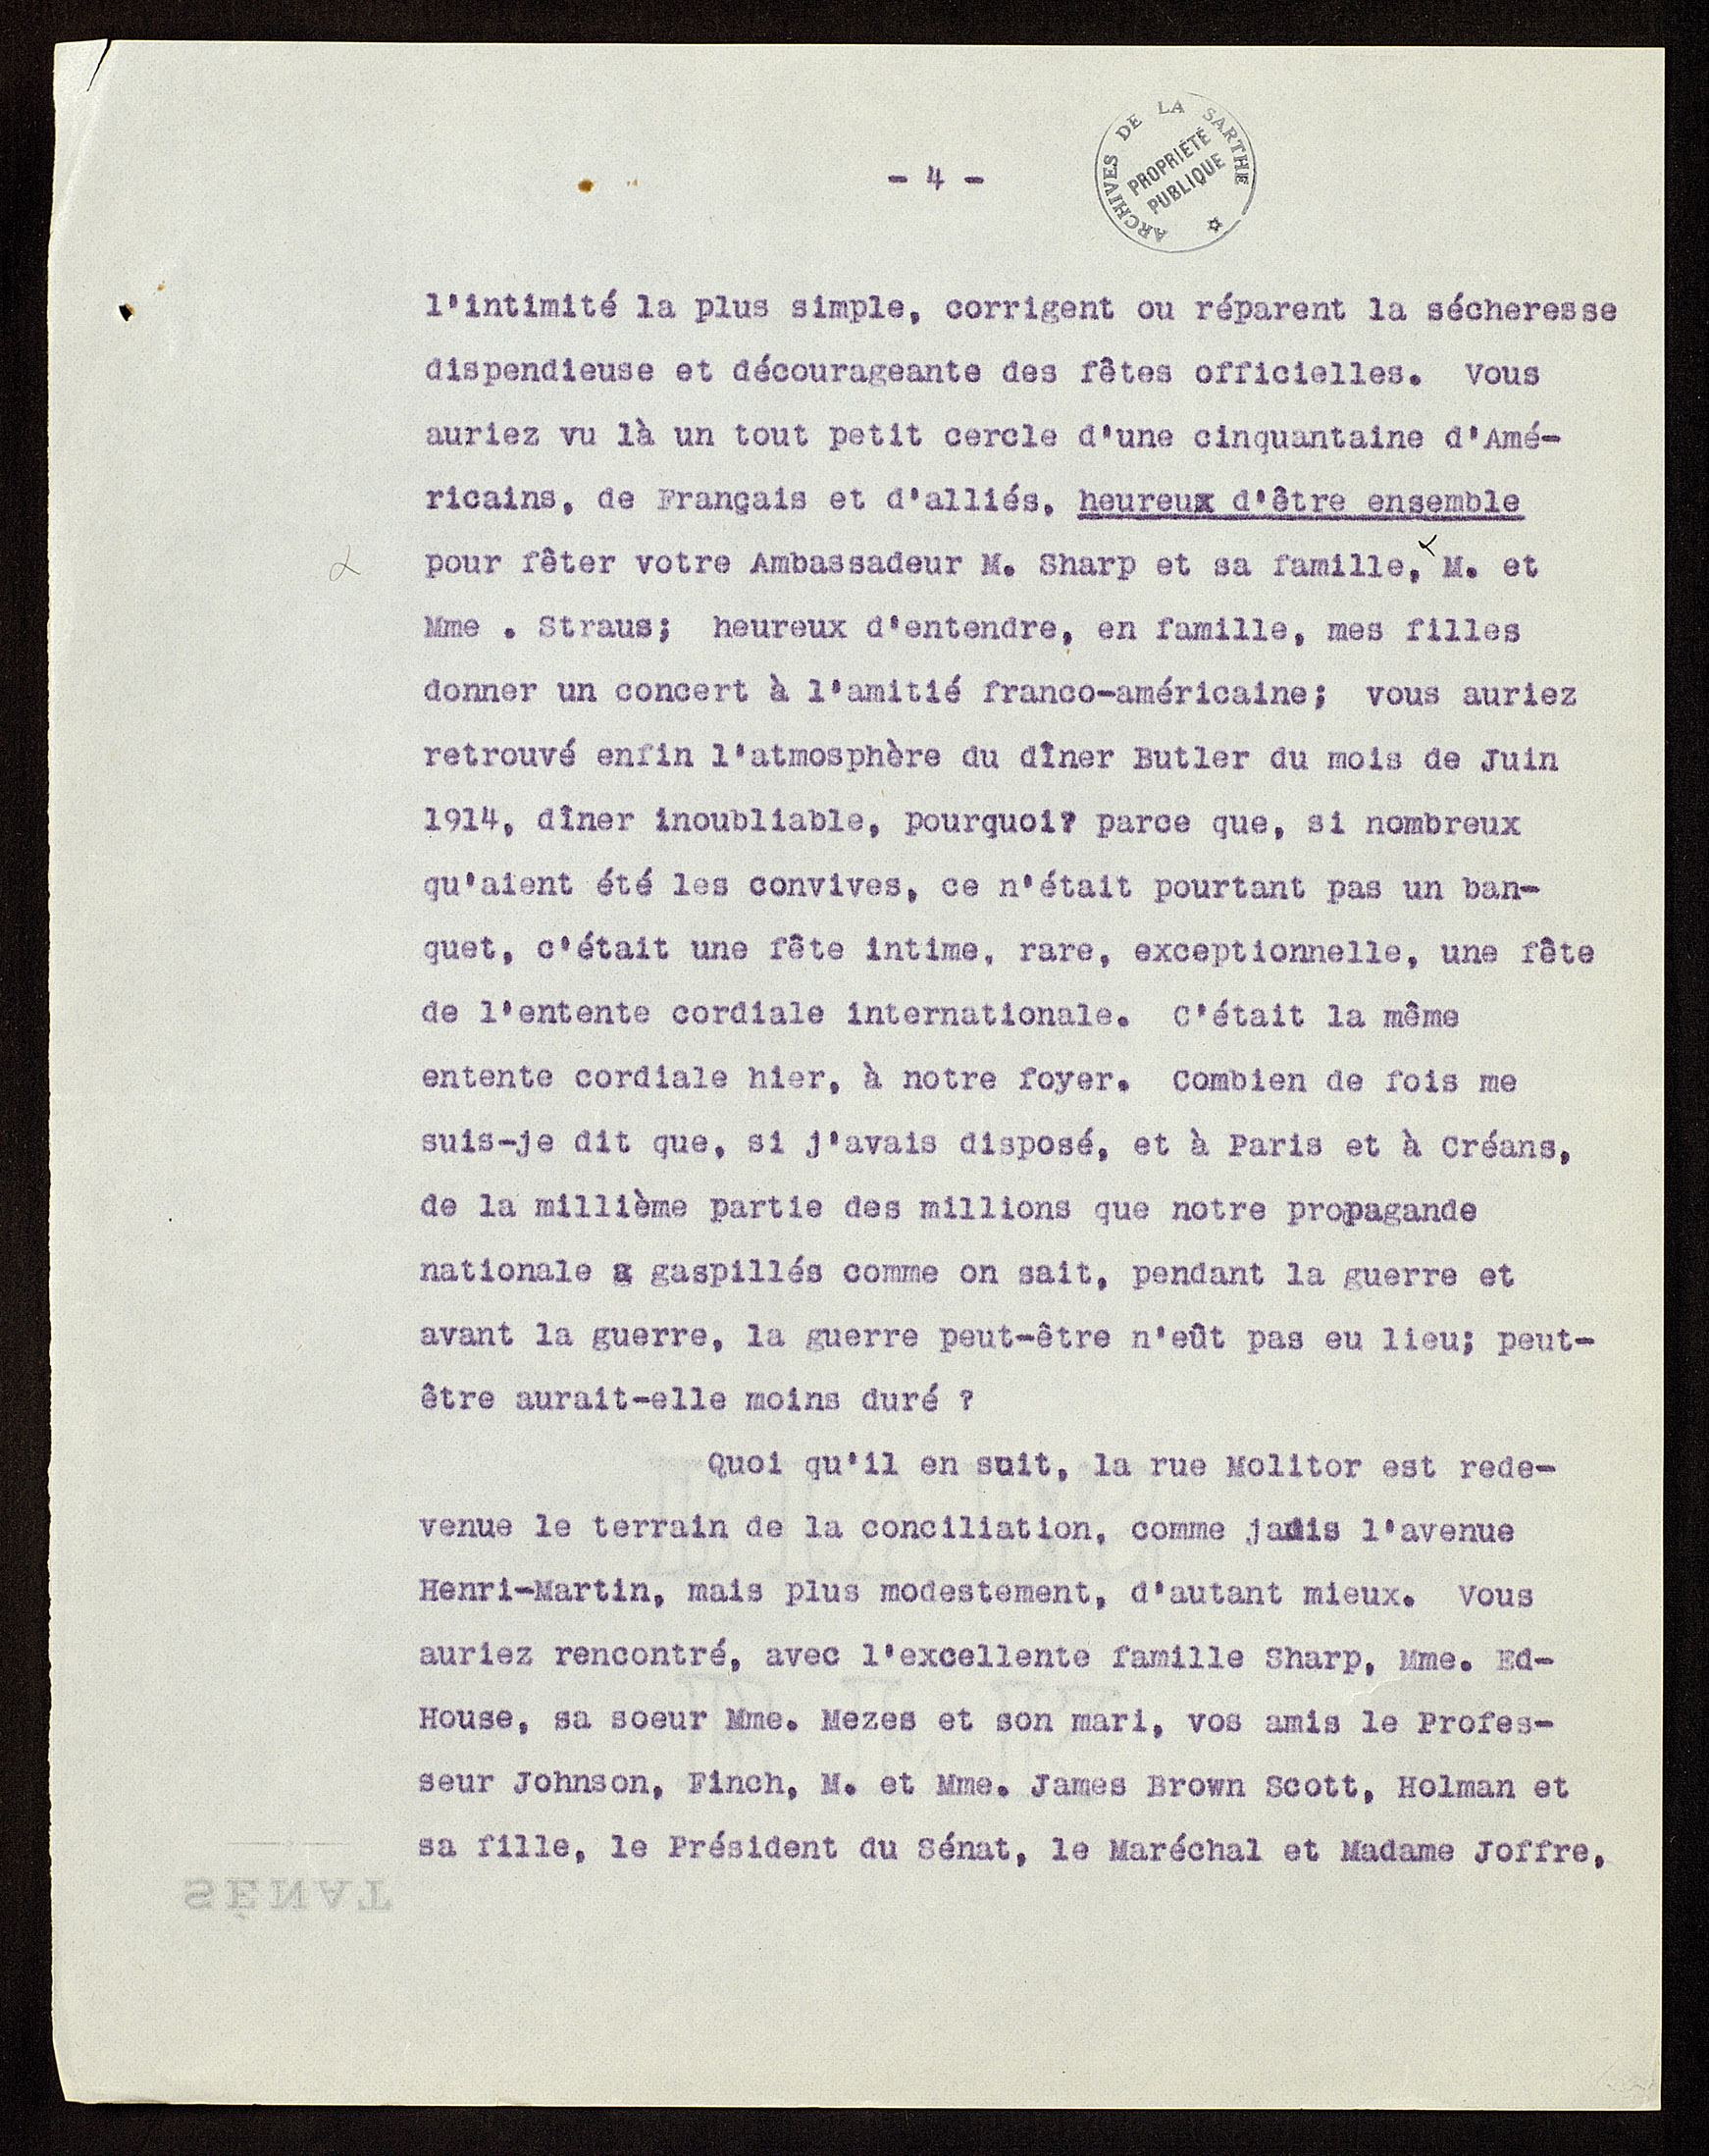 - 4 -
ARCHIVES DE LA SARTHE
PROPRIÉTÉ
PUBLIQUE
l'intimité la plus simple, corrigent ou réparent la sécheresse
dispendieuse et décourageante des fêtes officielles. Vous
auriez vu là un tout petit cercle d'une cinquantaine d'Amé-
ricains, de Français et d'alliés, heureux d'être ensemble
pour fêter votre Ambassadeur M. Sharp et sa famille, M. et
Mme . Straus; heureux d'entendre, en famille, mes filles
donner un concert à l'amitié franco-américaine; vous auriez
retrouvé enfin l'atmosphère du dîner Butler du mois de Juin
1914, dîner inoubliable, pourquoi? parce que, si nombreux
qu'aient été les convives, ce n'était pourtant pas un ban-
quet, c'était une fête intime, rare, exceptionnelle, une fête
de l'entente cordiale internationale. C'était la même
entente cordiale hier, à notre foyer. Combien de fois me
suis-je dit que, si j'avais disposé, et à Paris et à Créans,
de la millième partie des millions que notre propagande
nationale a gaspillés comme on sait, pendant la guerre et
avant la guerre, la guerre peut-être n'eût pas eu lieu; peut-
être aurait-elle moins duré ?
Quoi qu'il en suit, la rue Molitor est rede-
venue le terrain de la conciliation, comme jadis l'avenue
Henri-Martin, mais plus modestement, d'autant mieux. Vous
auriez rencontré, avec l'excellente famille Sharp, Mme. Ed-
House, sa soeur Mme. Mezes et son mari, vos amis le Profes-
seur Johnson, Finch, M. et Mme. James Brown Scott, Holman et
sa fille, le Président du Sénat, le Maréchal et Madame Joffre,
SÉNAT